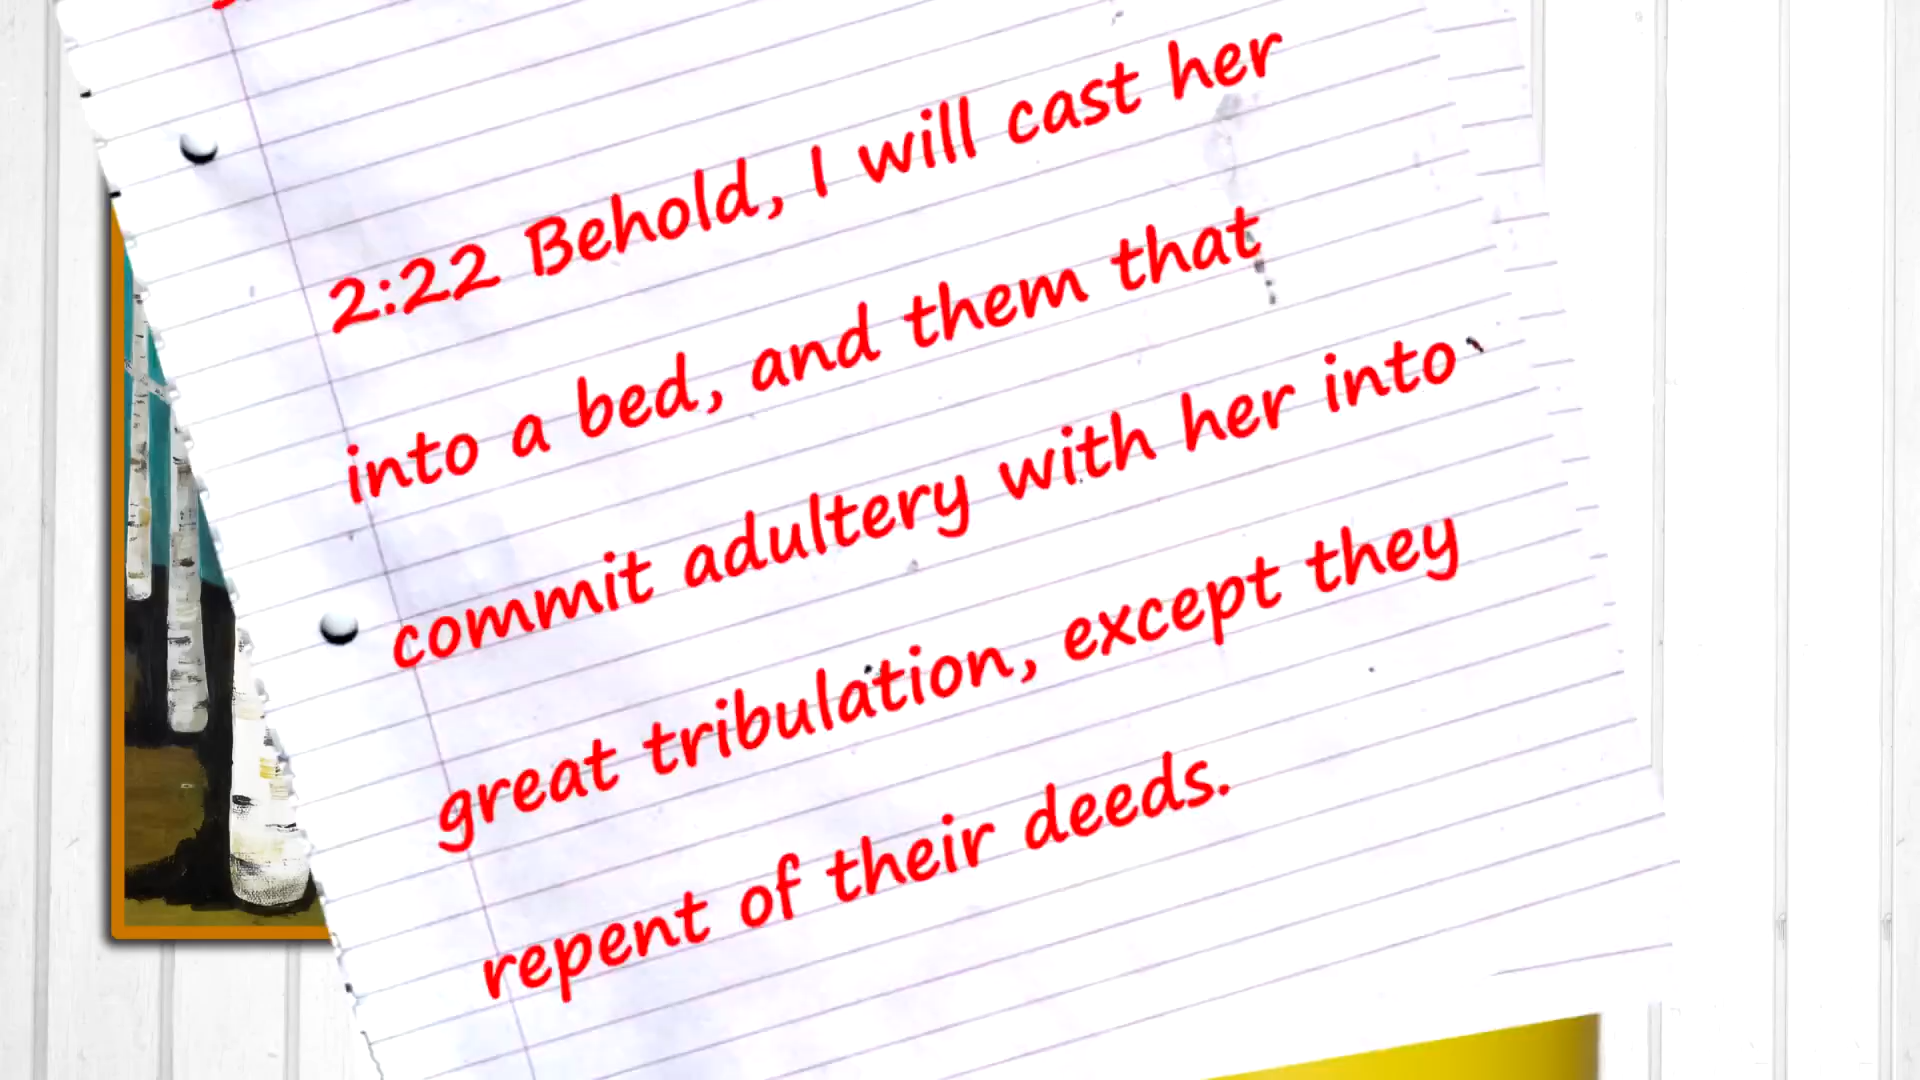 2:22 Behold, I will cast her
into a bed, and them that
commit adultery with her into
great tribulation, except they
repent of their deeds.